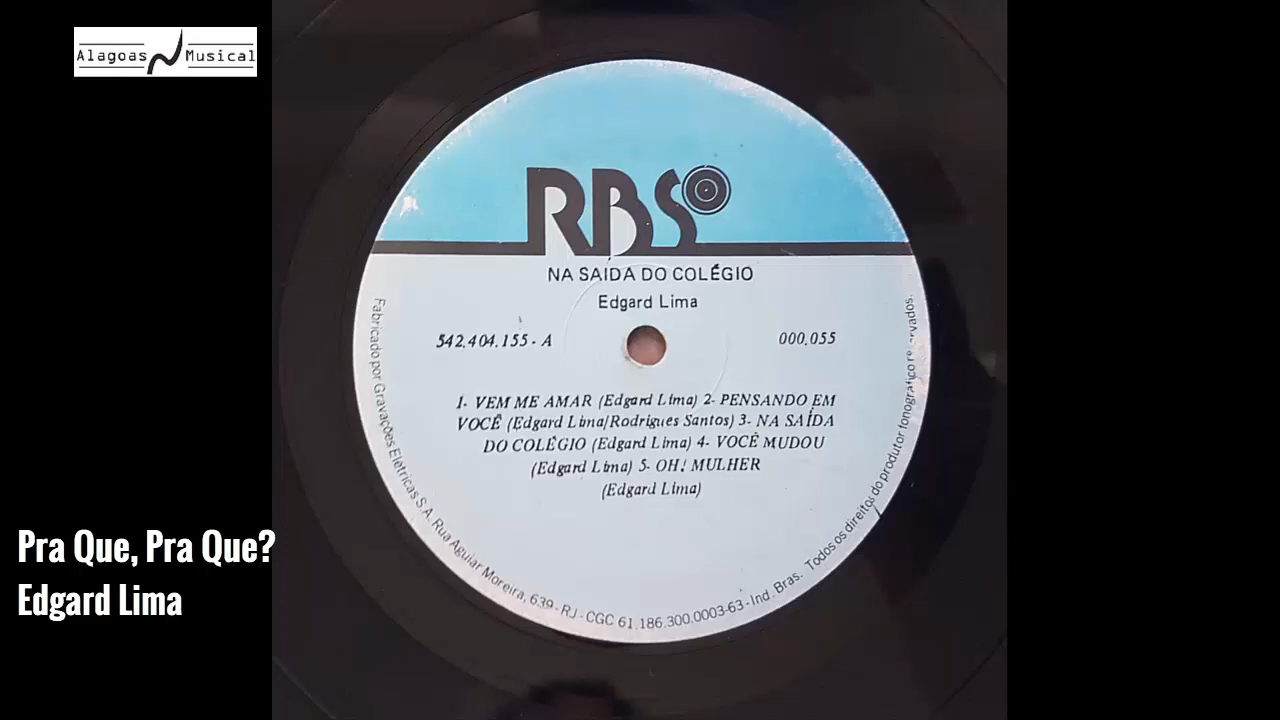 Alagoas Musical
RBS
NA SAIDA DO COLÉGIO
Edgard Lima
542.404.155 - A
000.055
1- VEM ME AMAR (Edgard Lima) 2- PENSANDO EM
VOCÊ (Edgard Lima/Rodrigues Santos) 3- NA SAÍDA
DO COLÉGIO (Edgard Lima) 4- VOCÊ MUDOU
(Edgard Lima) 5- OH! MULHER
(Edgard Lima)
Fabricado por Gravações Eletricas S.A. Rua Aguiar Moreira, 639 - RJ - CGC 61.186.300.0003-63 - Ind. Bras. Todos os direitos do produtor fonográfico reservados.
Pra Que, Pra Que?
Edgard Lima